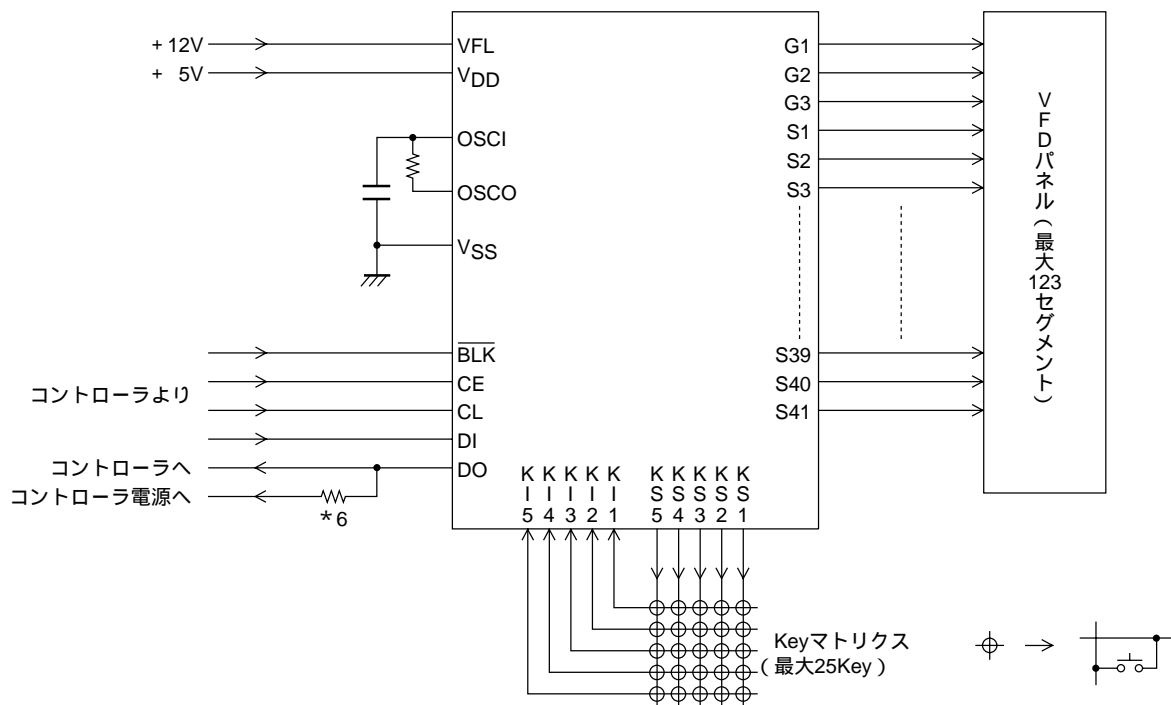 + 12V
+ 5V
VFL
VDD
OSCI
OSCO
VSS
BLK
CE
CL
DI
DO
コントローラより
コントローラへ
コントローラ電源へ
*6
G1
G2
G3
S1
S2
S3
S39
S40
S41
VFDパネル(最大123セグメント)
KI5
KI4
KI3
KI2
KI1
KS5
KS4
KS3
KS2
KS1
Keyマトリクス
(最大25Key)